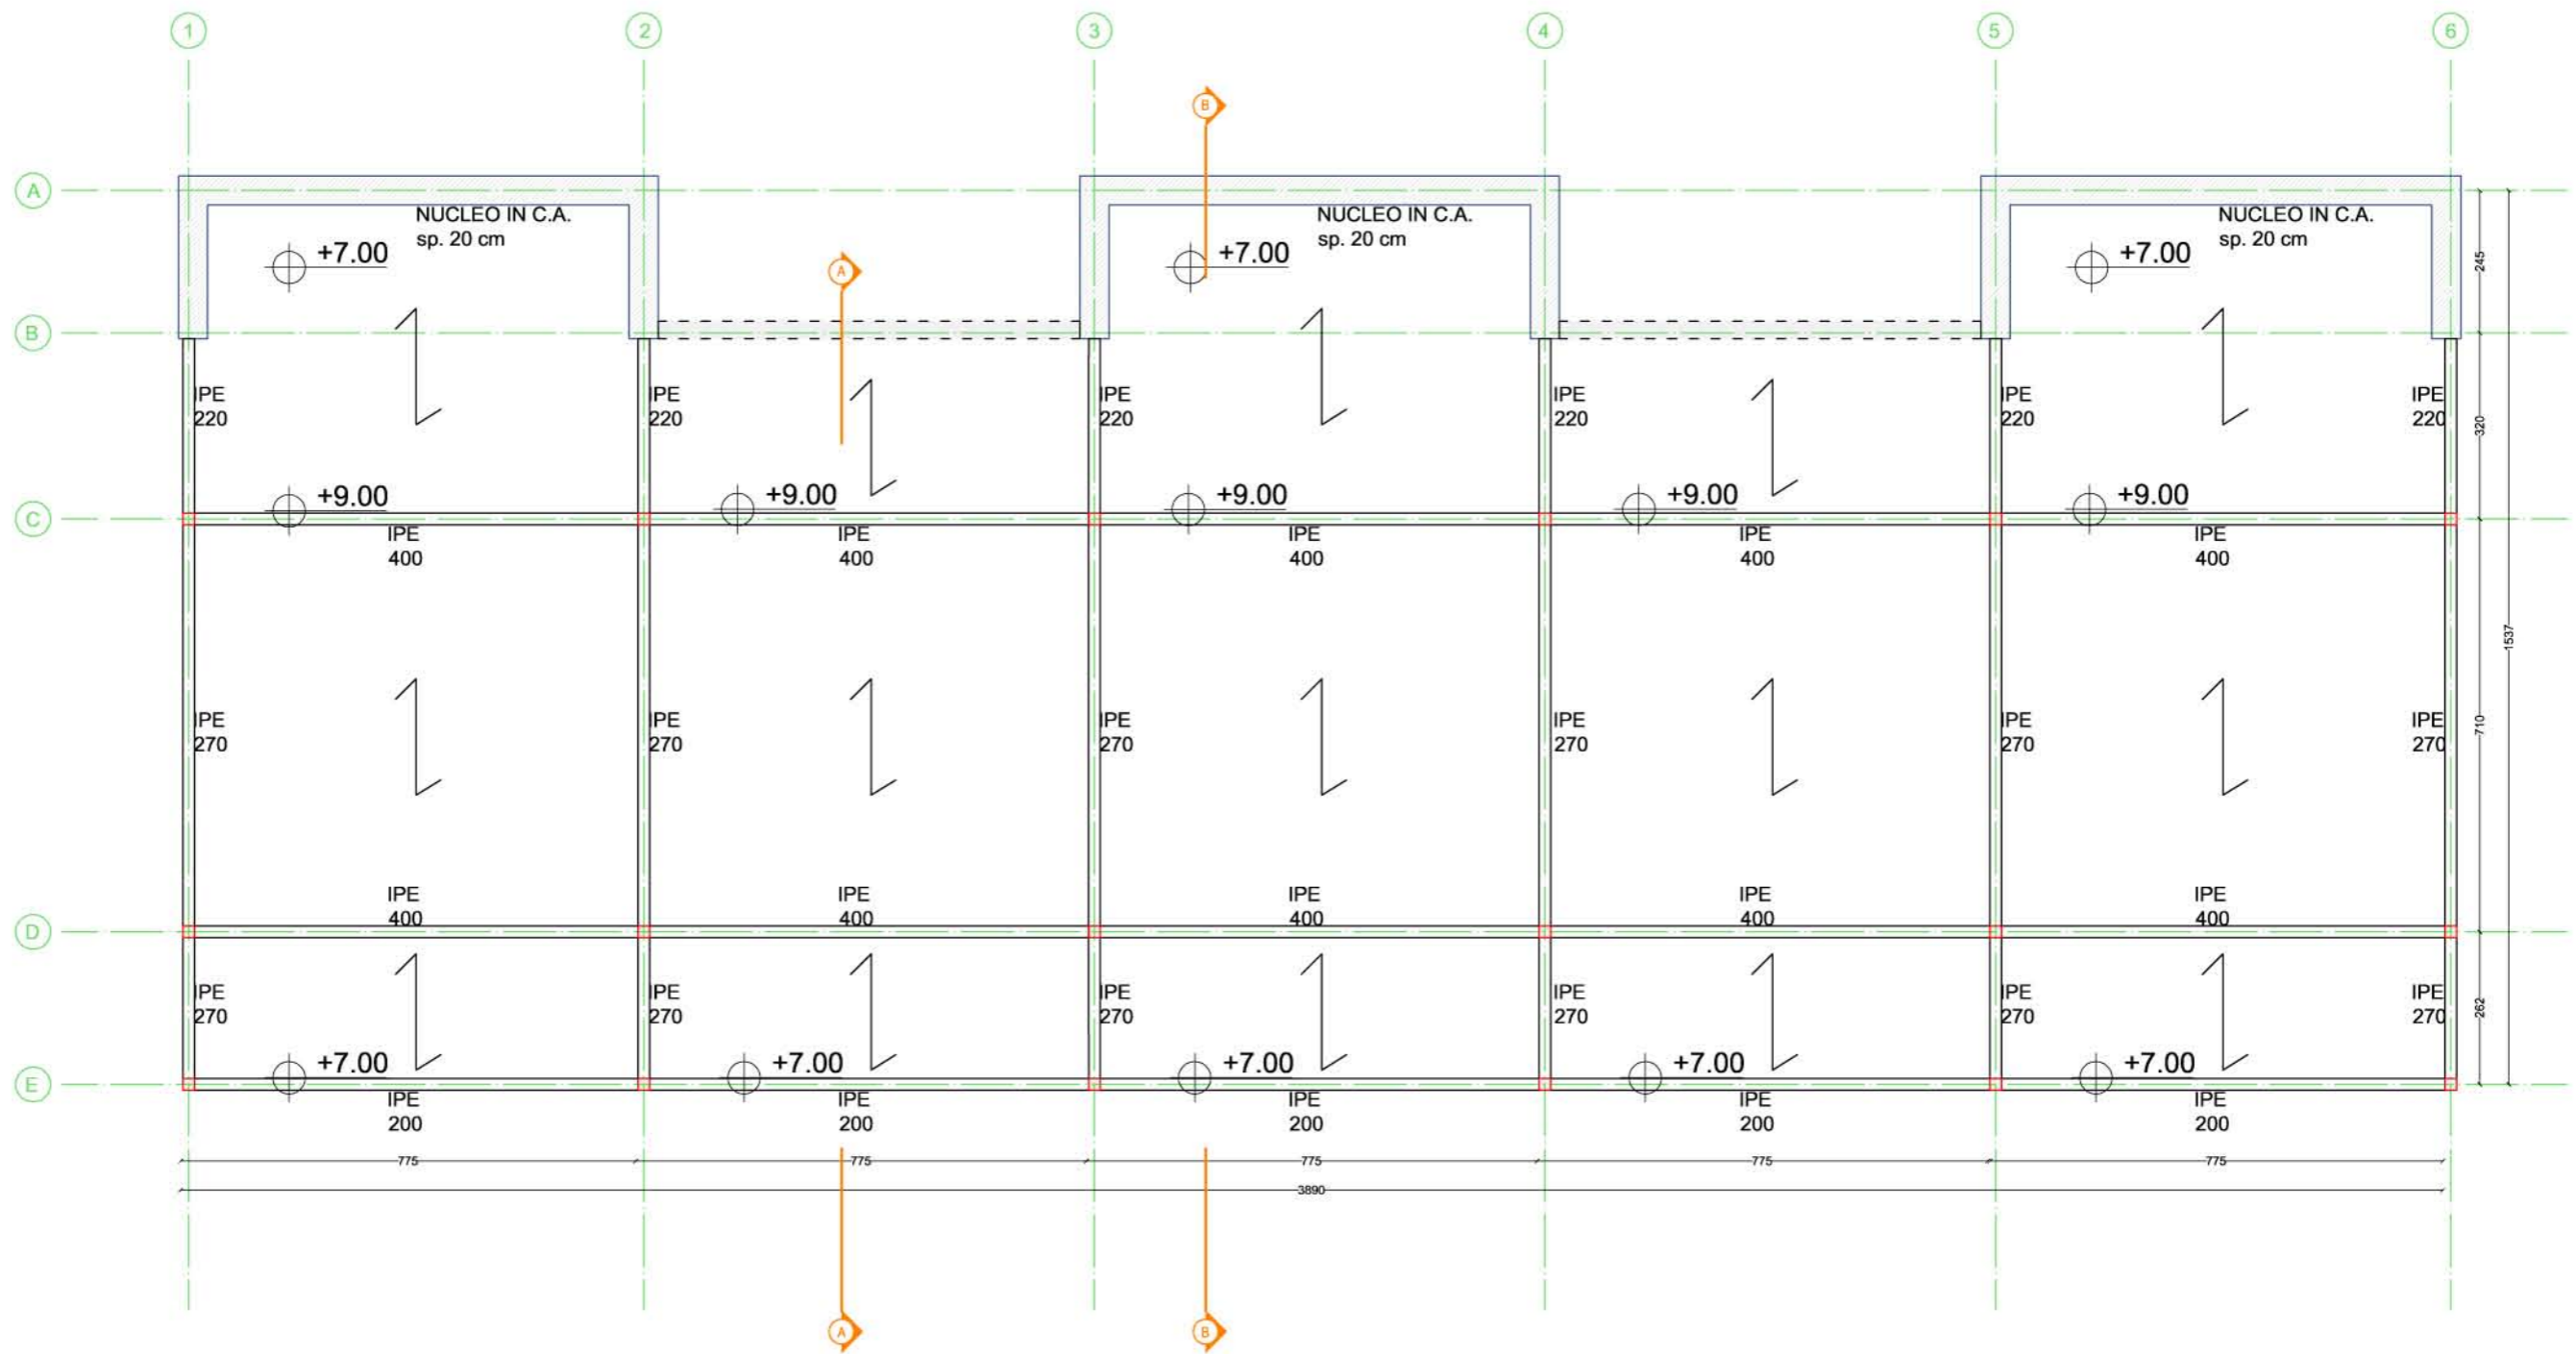 1 2 3 4 5 6
B
A
NUCLEO IN C.A. NUCLEO IN C.A. NUCLEO IN C.A.
sp. 20 cm sp. 20 cm sp. 20 cm
+7.00 +7.00 +7.00
245
A
B
IPE IPE IPE IPE IPE IPE
220 220 220 220 220 220
320
+9.00 +9.00 +9.00 +9.00 +9.00
C
IPE IPE IPE IPE IPE
400 400 400 400 400
1537
IPE IPE IPE IPE IPE IPE
270 270 270 270 270 270
710
IPE IPE IPE IPE IPE
400 400 400 400 400
D
IPE IPE IPE IPE IPE IPE
270 270 270 270 270 270
262
+7.00 +7.00 +7.00 +7.00 +7.00
E
IPE IPE IPE IPE IPE
200 200 200 200 200
775 775 775 775 775
3890
A B